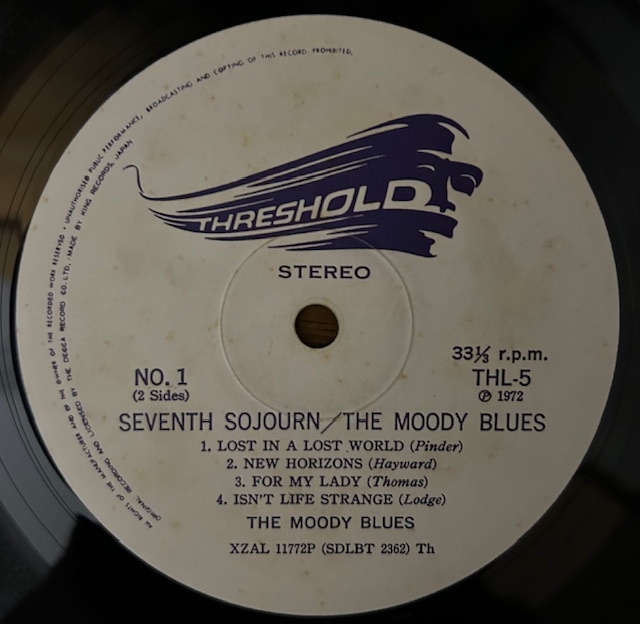 ALL RIGHTS OF THE MANUFACTURER AND OF THE OWNER OF THE RECORDED WORK RESERVED • UNAUTHORISED PUBLIC PERFORMANCE, BROADCASTING AND COPYING OF THIS RECORD PROHIBITED.
ORIGINAL RECORDING AND LICENSED BY THE DECCA RECORD CO. LTD. MADE BY KING RECORDS, JAPAN
THRESHOLD
STEREO
33⅓ r.p.m.
NO. 1 THL-5
(2 Sides) Ⓟ 1972
SEVENTH SOJOURN/THE MOODY BLUES
1. LOST IN A LOST WORLD (Pinder)
2. NEW HORIZONS (Hayward)
3. FOR MY LADY (Thomas)
4. ISN'T LIFE STRANGE (Lodge)
THE MOODY BLUES
XZAL 11772P (SDLBT 2362) Th